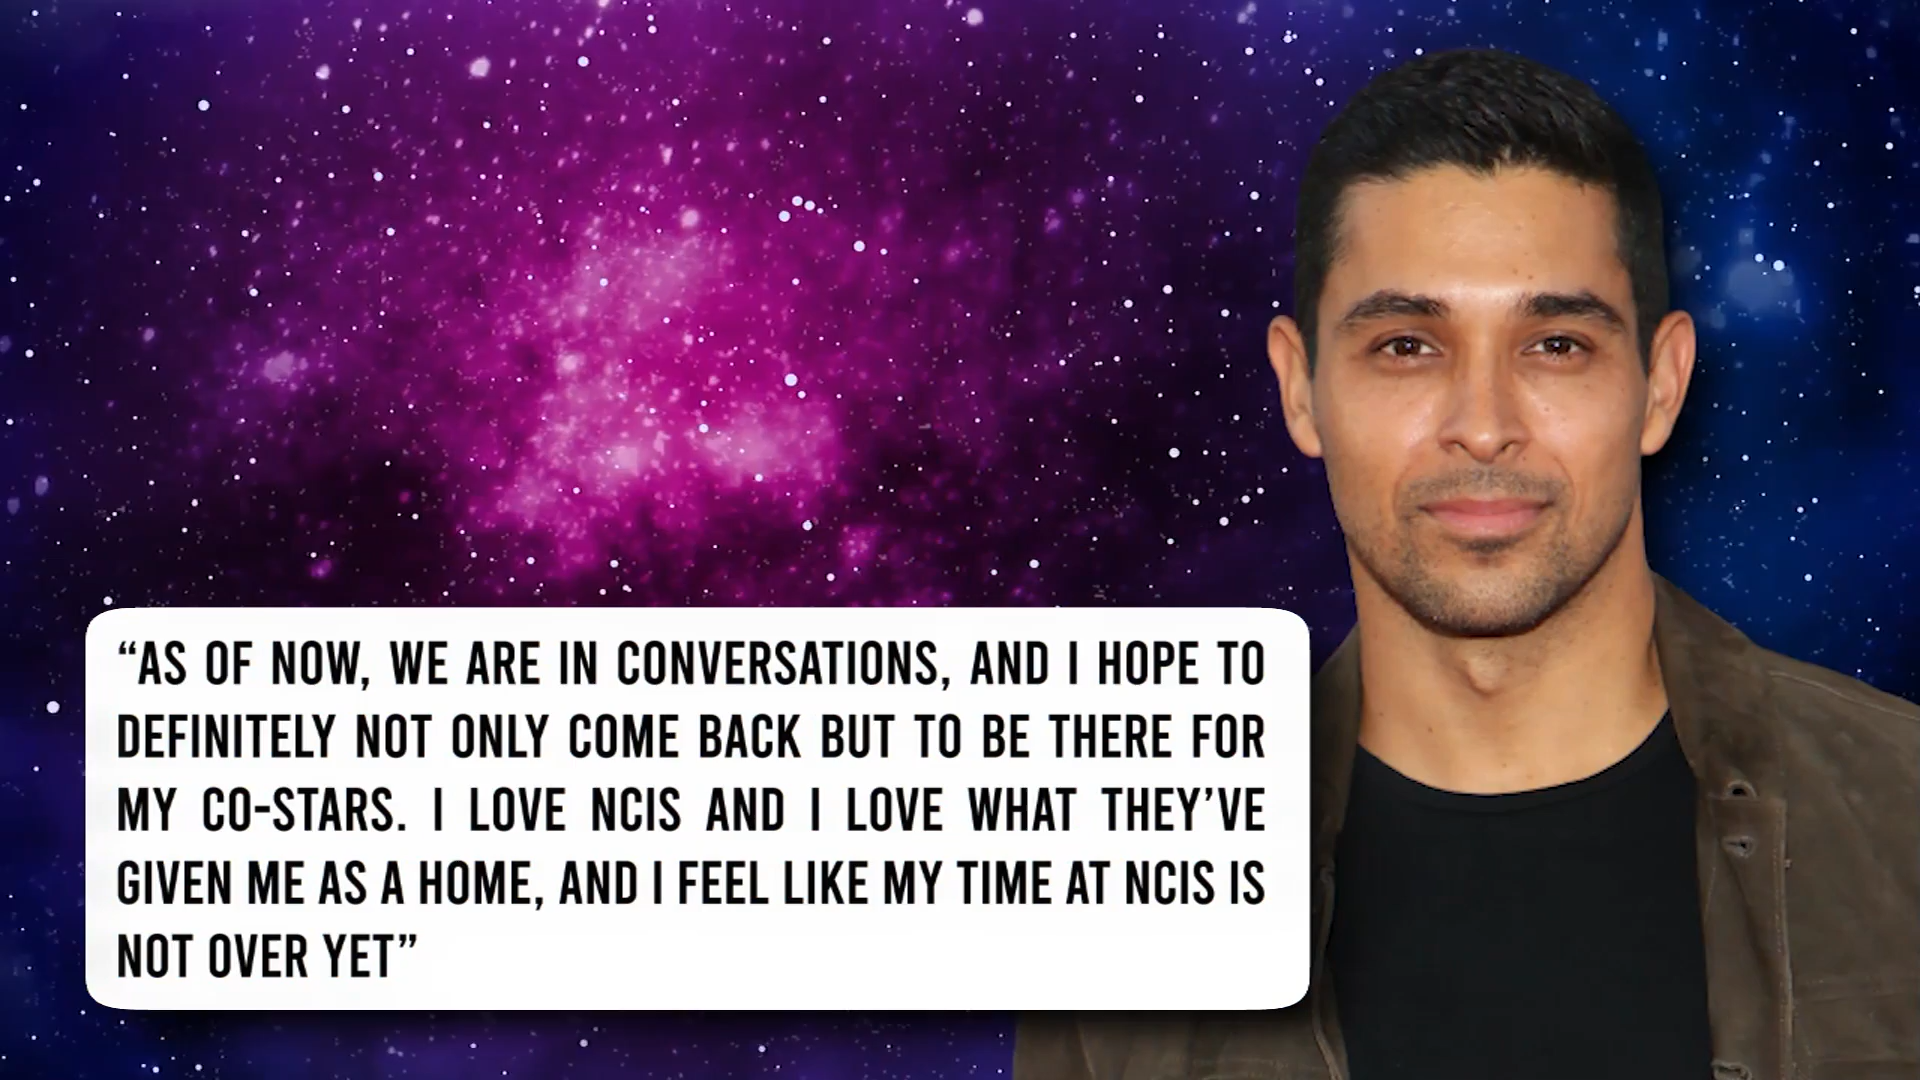 “AS OF NOW, WE ARE IN CONVERSATIONS, AND I HOPE TO
DEFINITELY NOT ONLY COME BACK BUT TO BE THERE FOR
MY CO-STARS. I LOVE NCIS AND I LOVE WHAT THEY’VE
GIVEN ME AS A HOME, AND I FEEL LIKE MY TIME AT NCIS IS
NOT OVER YET”